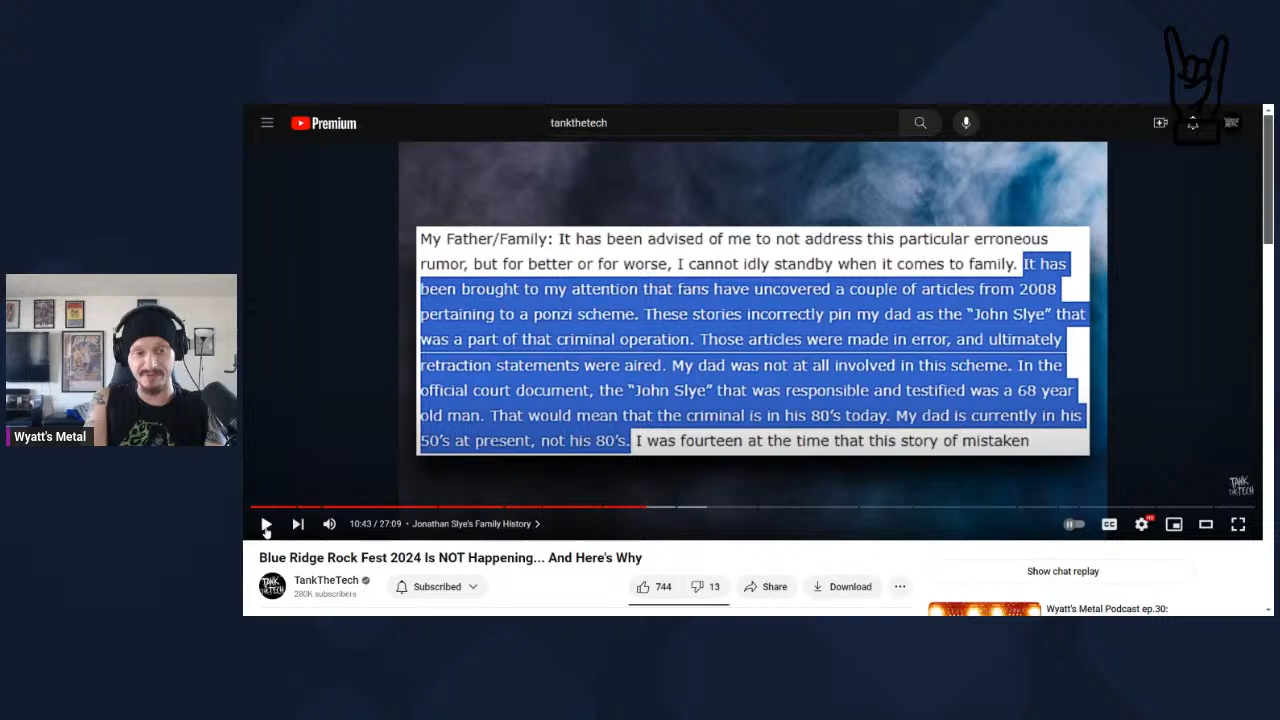 Premium
tankthetech
My Father/Family: It has been advised of me to not address this particular erroneous
rumor, but for better or for worse, I cannot idly standby when it comes to family. It has
been brought to my attention that fans have uncovered a couple of articles from 2008
pertaining to a ponzi scheme. These stories incorrectly pin my dad as the “John Slye” that
was a part of that criminal operation. Those articles were made in error, and ultimately
retraction statements were aired. My dad was not at all involved in this scheme. In the
official court document, the “John Slye” that was responsible and testified was a 68 year
old man. That would mean that the criminal is in his 80’s today. My dad is currently in his
50’s at present, not his 80’s. I was fourteen at the time that this story of mistaken
Wyatt's Metal
TANK
THE TECH
10:43 / 27:09 • Jonathan Slye's Family History >
CC
HD
Blue Ridge Rock Fest 2024 Is NOT Happening... And Here's Why
TankTheTech
280K subscribers
Subscribed
744
13
Share
Download
...
Show chat replay
Wyatt's Metal Podcast ep.30: